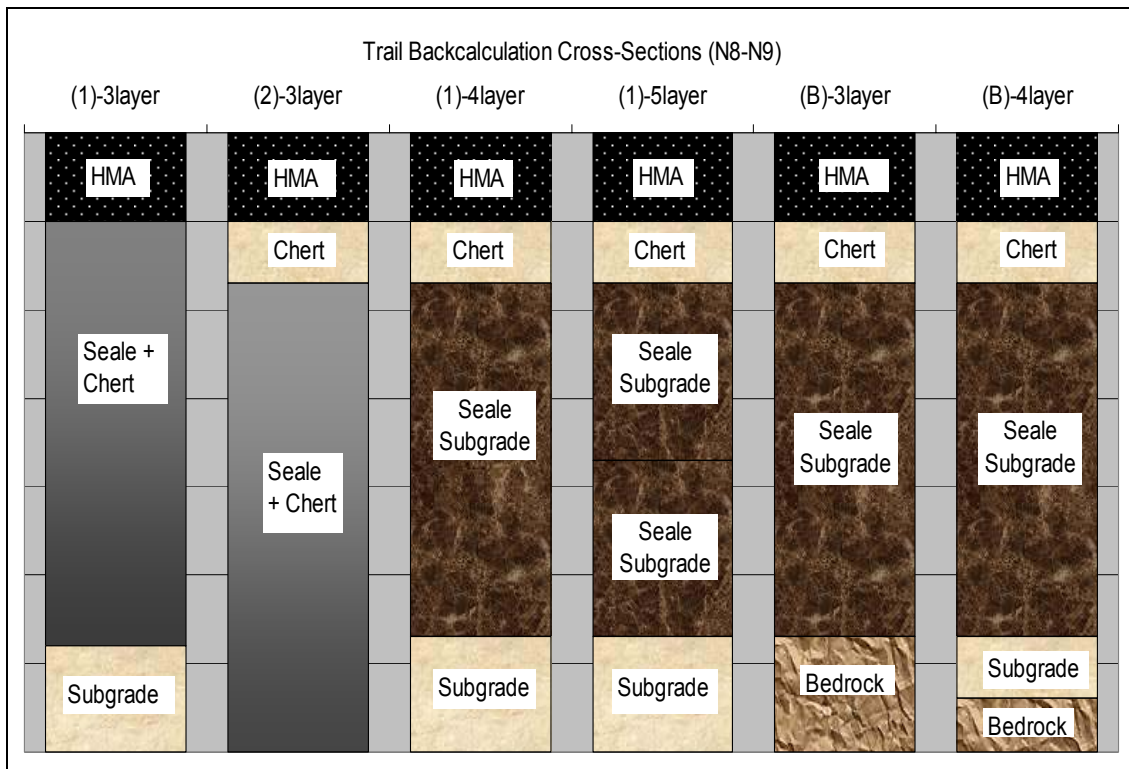 Trail Backcalculation Cross-Sections (N8-N9)
(1)-3layer
(2)-3layer
(1)-4layer
(1)-5layer
(B)-3layer
(B)-4layer
HMA
HMA
HMA
HMA
HMA
HMA
Chert
Chert
Chert
Chert
Chert
Seale +
Chert
Seale
+ Chert
Seale
Subgrade
Seale
Subgrade
Seale
Subgrade
Seale
Subgrade
Seale
Subgrade
Subgrade
Subgrade
Subgrade
Bedrock
Subgrade
Bedrock